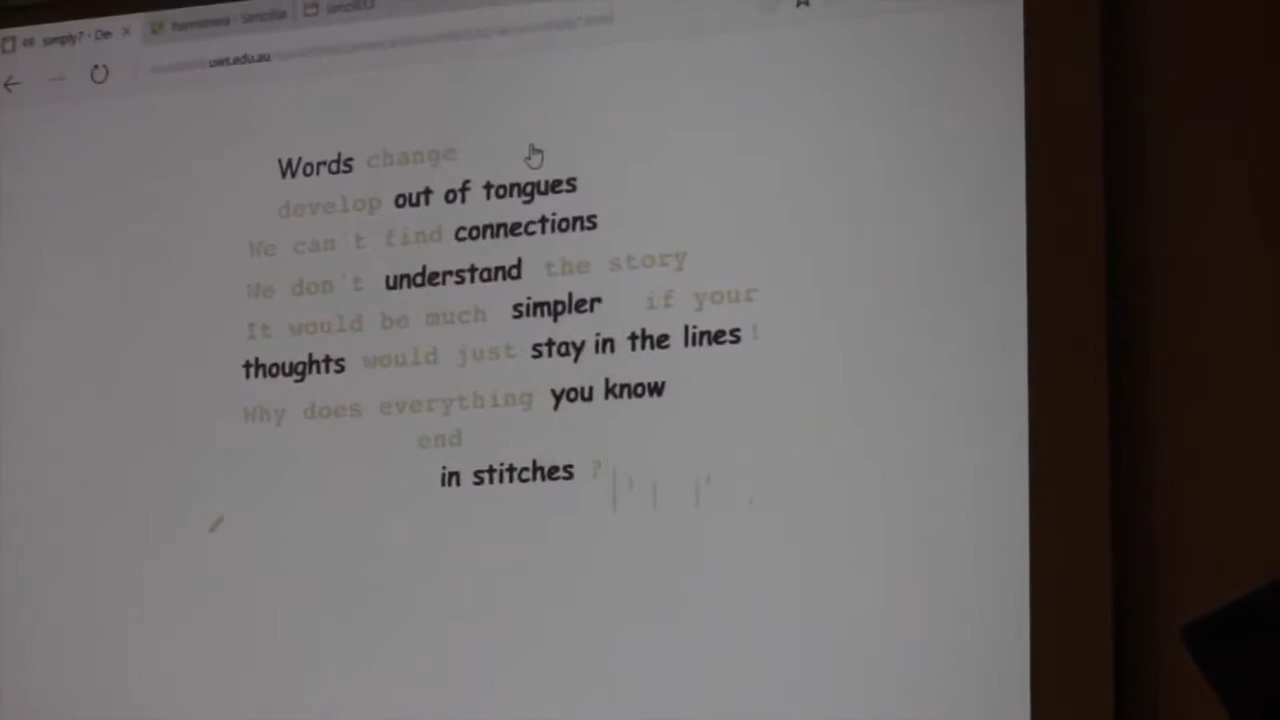 simply7 - De
uws.edu.au
Words change
develop out of tongues
We can't find connections
We don't understand the story
It would be much simpler if your
thoughts would just stay in the lines !
Why does everything you know
end
in stitches ?